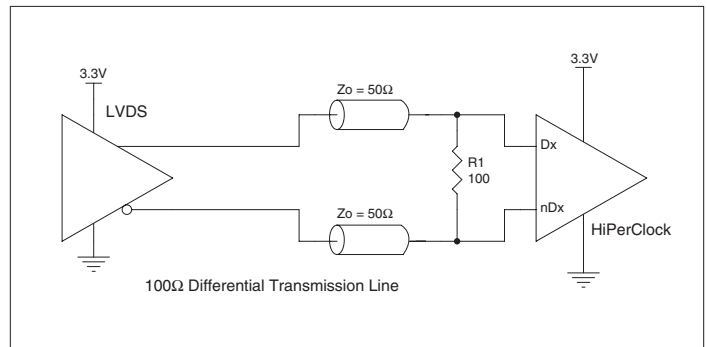 3.3V
LVDS
Zo = 50Ω
3.3V
Dx
R1
100
nDx
Zo = 50Ω
HiPerClock
100Ω Differential Transmission Line